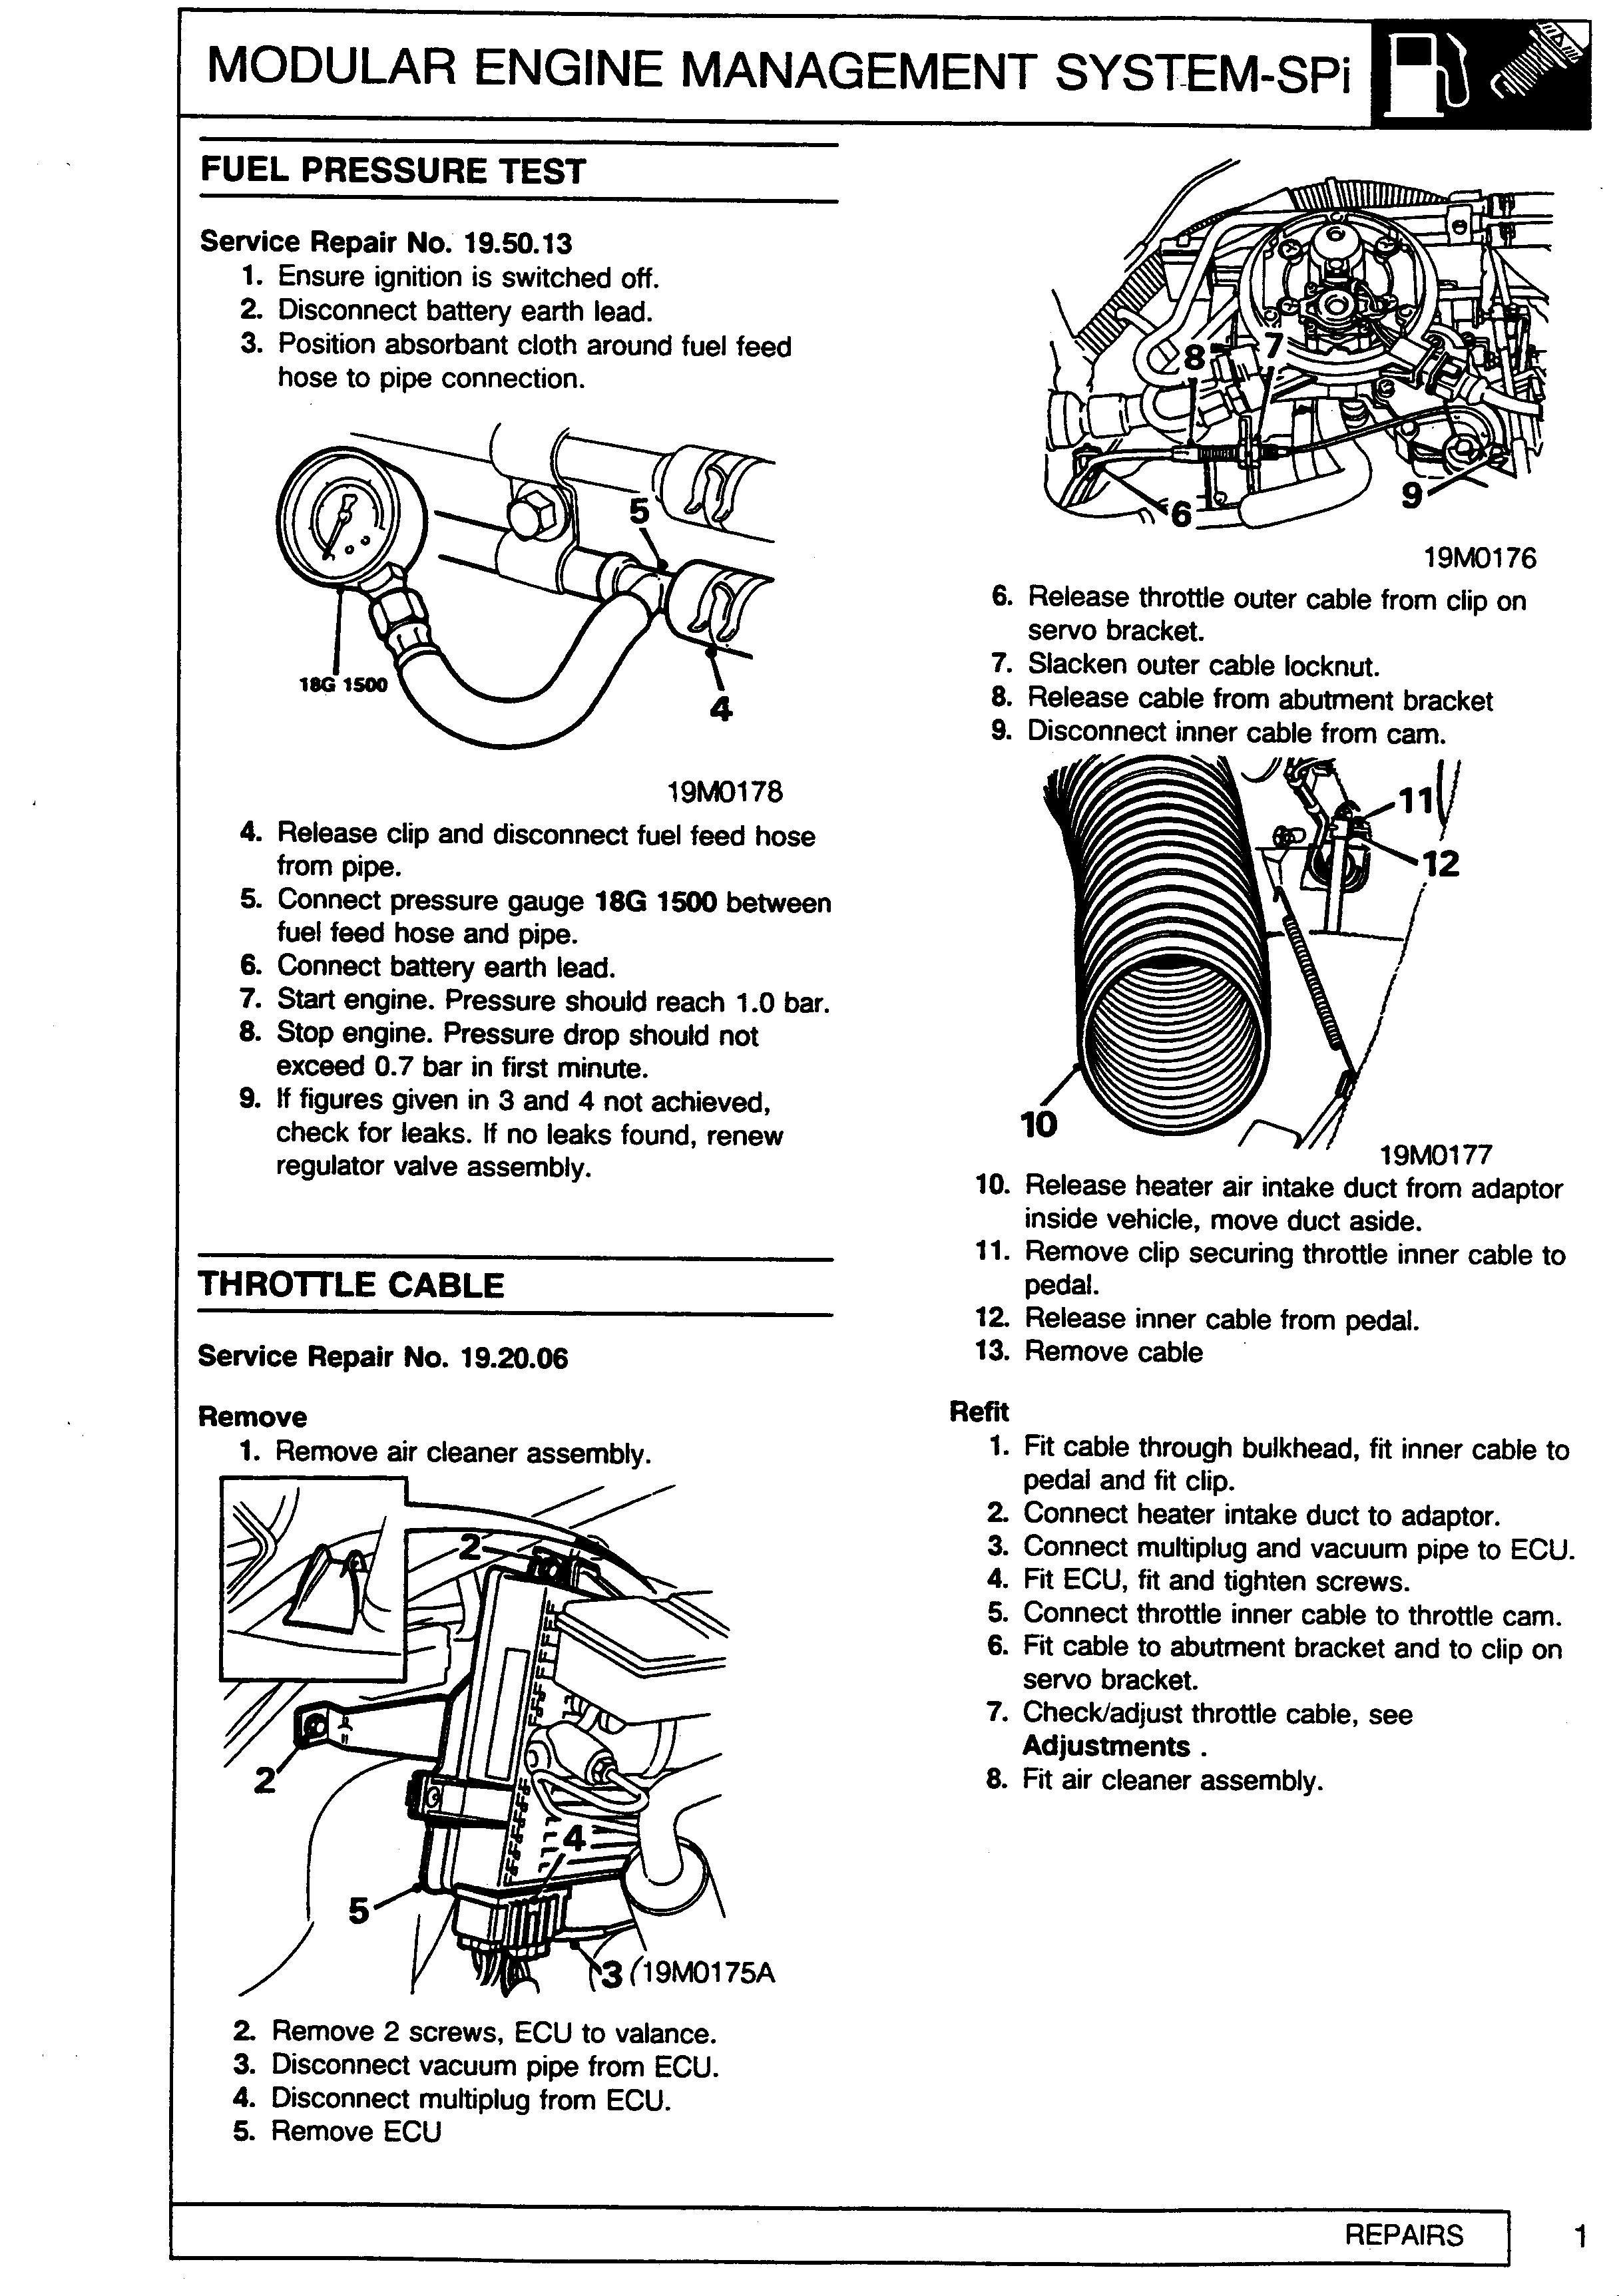 MODULAR ENGINE MANAGEMENT SYSTEM-SPi
FUEL PRESSURE TEST
Service Repair No. 19.50.13
1. Ensure ignition is switched off.
2. Disconnect battery earth lead.
3. Position absorbant cloth around fuel feed
hose to pipe connection.
5
18G 1500
4
19M0178
4. Release clip and disconnect fuel feed hose
from pipe.
5. Connect pressure gauge 18G 1500 between
fuel feed hose and pipe.
6. Connect battery earth lead.
7. Start engine. Pressure should reach 1.0 bar.
8. Stop engine. Pressure drop should not
exceed 0.7 bar in first minute.
9. If figures given in 3 and 4 not achieved,
check for leaks. If no leaks found, renew
regulator valve assembly.
THROTTLE CABLE
Service Repair No. 19.20.06
Remove
1. Remove air cleaner assembly.
2
2
4
5
3
19M0175A
2. Remove 2 screws, ECU to valance.
3. Disconnect vacuum pipe from ECU.
4. Disconnect multiplug from ECU.
5. Remove ECU
8
7
6
9
19M0176
6. Release throttle outer cable from clip on
servo bracket.
7. Slacken outer cable locknut.
8. Release cable from abutment bracket
9. Disconnect inner cable from cam.
11
12
10
19M0177
10. Release heater air intake duct from adaptor
inside vehicle, move duct aside.
11. Remove clip securing throttle inner cable to
pedal.
12. Release inner cable from pedal.
13. Remove cable
Refit
1. Fit cable through bulkhead, fit inner cable to
pedal and fit clip.
2. Connect heater intake duct to adaptor.
3. Connect multiplug and vacuum pipe to ECU.
4. Fit ECU, fit and tighten screws.
5. Connect throttle inner cable to throttle cam.
6. Fit cable to abutment bracket and to clip on
servo bracket.
7. Check/adjust throttle cable, see
Adjustments .
8. Fit air cleaner assembly.
REPAIRS 1